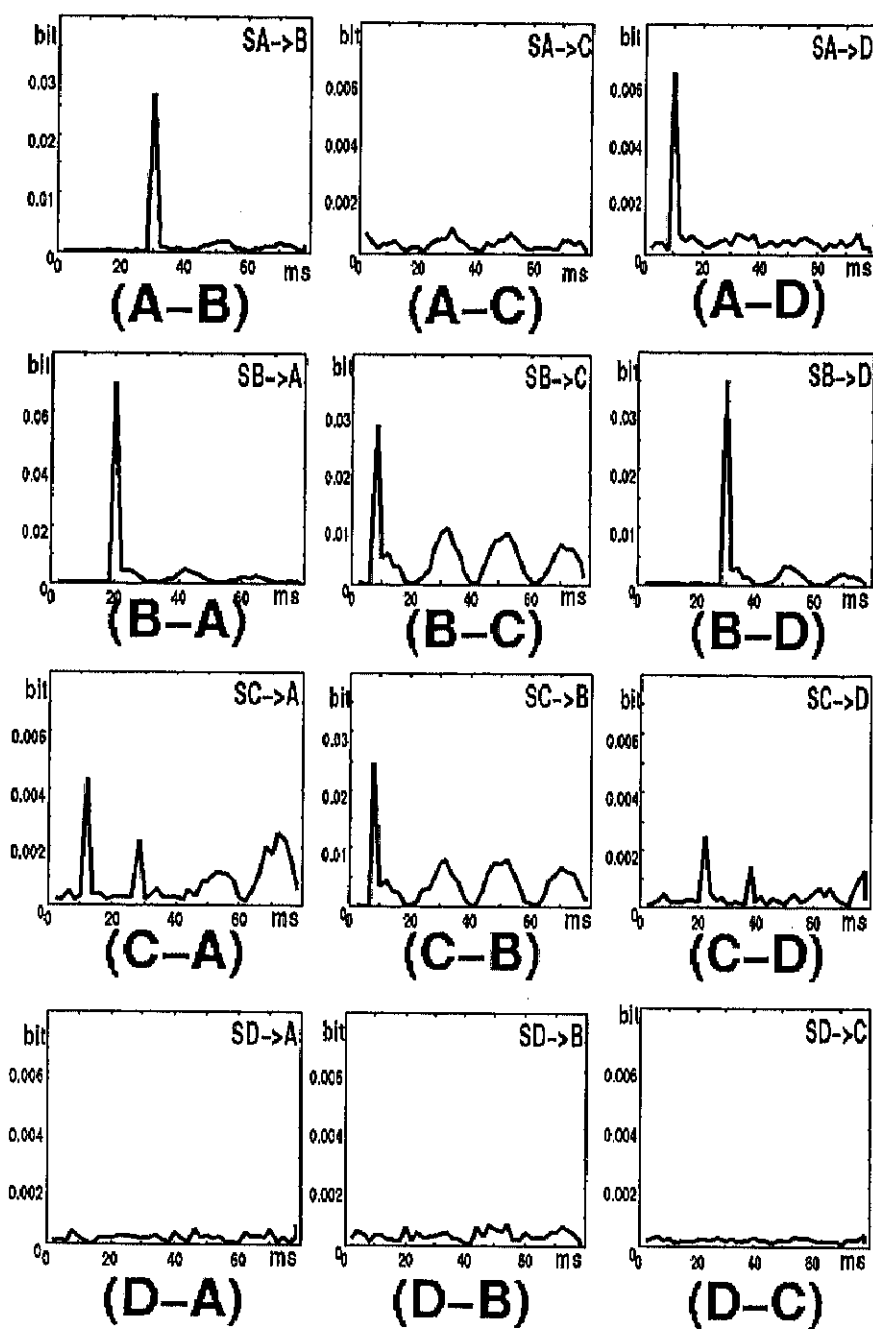 bit SA->B
0.03
0.02
0.01
0 0 20 40 60 ms
(A-B)
bit SA->C
0.006
0.004
0.002
0 0 20 40 60 ms
(A-C)
bit SA->D
0.006
0.004
0.002
0 0 20 40 60 ms
(A-D)
bit SB->A
0.06
0.04
0.02
0 0 20 40 60 ms
(B-A)
bit SB->C
0.03
0.02
0.01
0 0 20 40 60 ms
(B-C)
bit SB->D
0.03
0.02
0.01
0 0 20 40 60 ms
(B-D)
bit SC->A
0.006
0.004
0.002
0 0 20 40 60 ms
(C-A)
bit SC->B
0.03
0.02
0.01
0 0 20 40 60 ms
(C-B)
bit SC->D
0.006
0.004
0.002
0 0 20 40 60 ms
(C-D)
bit SD->A
0.006
0.004
0.002
0 0 20 40 60 ms
(D-A)
bit SD->B
0.006
0.004
0.002
0 0 20 40 60 ms
(D-B)
bit SD->C
0.006
0.004
0.002
0 0 20 40 60 ms
(D-C)